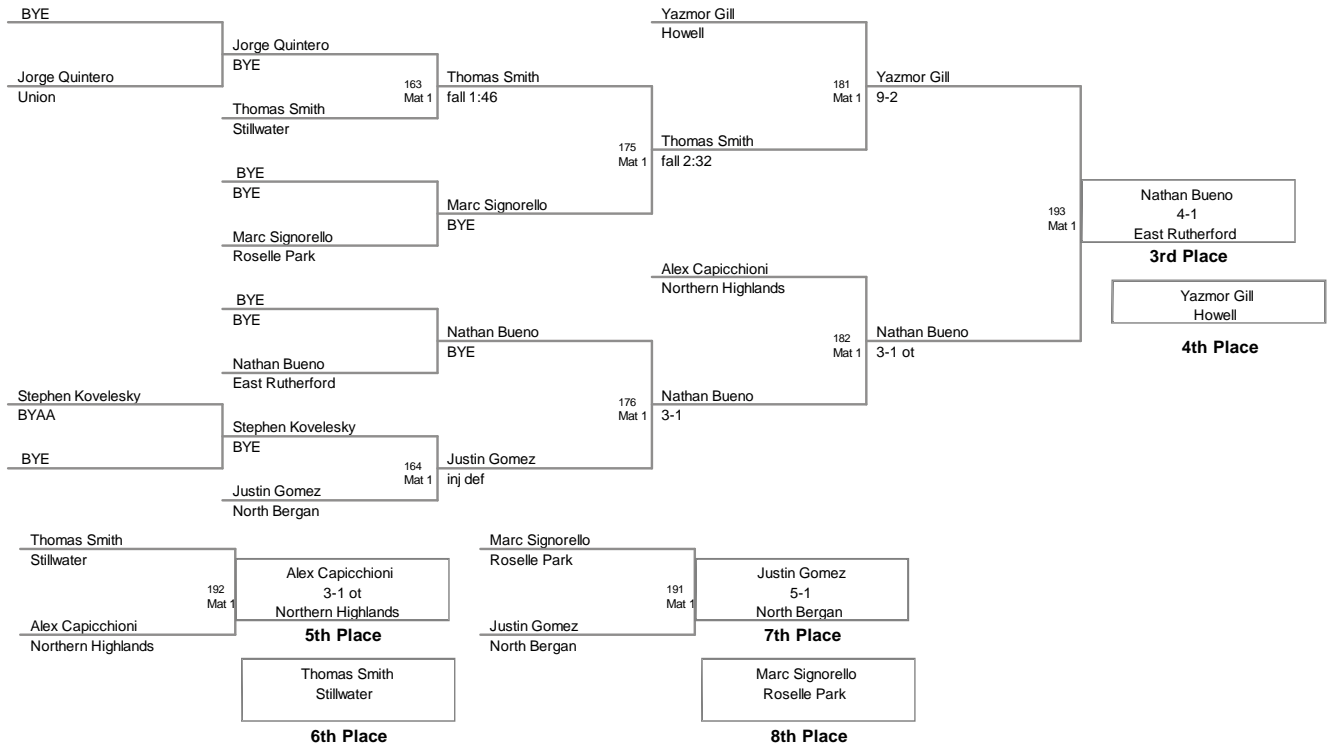 BYE
Jorge Quintero
Union
Jorge Quintero
BYE
Thomas Smith
Stillwater
163
Mat 1
Thomas Smith
fall 1:46
BYE
BYE
Marc Signorello
Roselle Park
Marc Signorello
BYE
175
Mat 1
Thomas Smith
fall 2:32
Yazmor Gill
Howell
181
Mat 1
Yazmor Gill
9-2
BYE
BYE
Nathan Bueno
East Rutherford
Nathan Bueno
BYE
Stephen Kovelesky
BYAA
BYE
Stephen Kovelesky
BYE
Justin Gomez
North Bergan
164
Mat 1
Justin Gomez
inj def
176
Mat 1
Nathan Bueno
3-1
Alex Capicchioni
Northern Highlands
182
Mat 1
Nathan Bueno
3-1 ot
193
Mat 1
Nathan Bueno
4-1
East Rutherford
3rd Place
Yazmor Gill
Howell
4th Place
Thomas Smith
Stillwater
Alex Capicchioni
Northern Highlands
192
Mat 1
Alex Capicchioni
3-1 ot
Northern Highlands
5th Place
Thomas Smith
Stillwater
6th Place
Marc Signorello
Roselle Park
Justin Gomez
North Bergan
191
Mat 1
Justin Gomez
5-1
North Bergan
7th Place
Marc Signorello
Roselle Park
8th Place